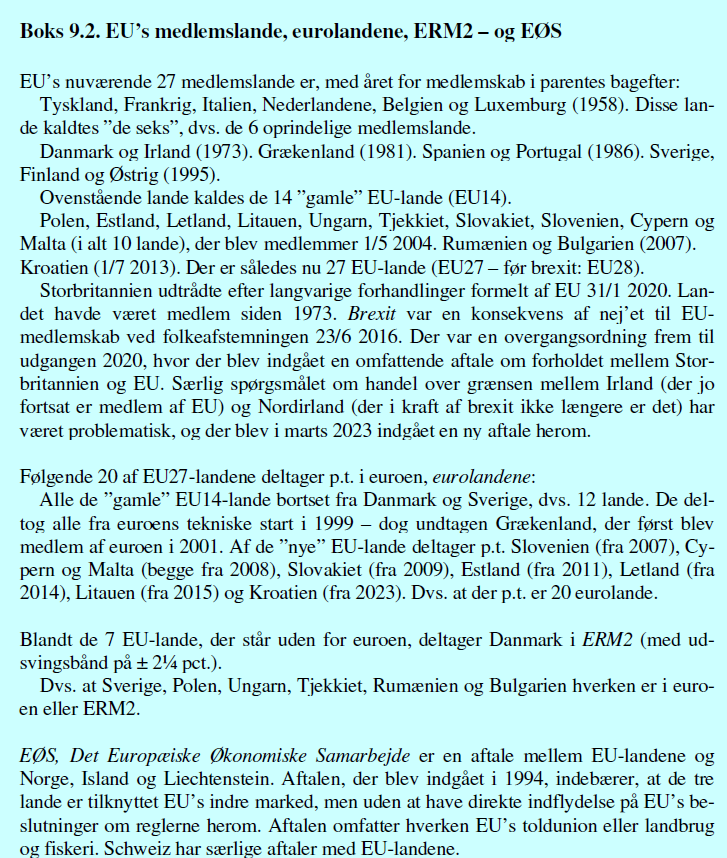 Boks 9.2. EU’s medlemslande, eurolandene, ERM2 – og EØS
EU’s nuværende 27 medlemslande er, med året for medlemskab i parentes bagefter:
Tyskland, Frankrig, Italien, Nederlandene, Belgien og Luxemburg (1958). Disse lan-
de kaldtes ”de seks”, dvs. de 6 oprindelige medlemslande.
Danmark og Irland (1973). Grækenland (1981). Spanien og Portugal (1986). Sverige,
Finland og Østrig (1995).
Ovenstående lande kaldes de 14 ”gamle” EU-lande (EU14).
Polen, Estland, Letland, Litauen, Ungarn, Tjekkiet, Slovakiet, Slovenien, Cypern og
Malta (i alt 10 lande), der blev medlemmer 1/5 2004. Rumænien og Bulgarien (2007).
Kroatien (1/7 2013). Der er således nu 27 EU-lande (EU27 – før brexit: EU28).
Storbritannien udtrådte efter langvarige forhandlinger formelt af EU 31/1 2020. Lan-
det havde været medlem siden 1973. Brexit var en konsekvens af nej’et til EU-
medlemskab ved folkeafstemningen 23/6 2016. Der var en overgangsordning frem til
udgangen 2020, hvor der blev indgået en omfattende aftale om forholdet mellem Stor-
britannien og EU. Særlig spørgsmålet om handel over grænsen mellem Irland (der jo
fortsat er medlem af EU) og Nordirland (der i kraft af brexit ikke længere er det) har
været problematisk, og der blev i marts 2023 indgået en ny aftale herom.
Følgende 20 af EU27-landene deltager p.t. i euroen, eurolandene:
Alle de ”gamle” EU14-lande bortset fra Danmark og Sverige, dvs. 12 lande. De del-
tog alle fra euroens tekniske start i 1999 – dog undtagen Grækenland, der først blev
medlem af euroen i 2001. Af de ”nye” EU-lande deltager p.t. Slovenien (fra 2007), Cy-
pern og Malta (begge fra 2008), Slovakiet (fra 2009), Estland (fra 2011), Letland (fra
2014), Litauen (fra 2015) og Kroatien (fra 2023). Dvs. at der p.t. er 20 eurolande.
Blandt de 7 EU-lande, der står uden for euroen, deltager Danmark i ERM2 (med ud-
svingsbånd på ± 2¼ pct.).
Dvs. at Sverige, Polen, Ungarn, Tjekkiet, Rumænien og Bulgarien hverken er i euro-
en eller ERM2.
EØS, Det Europæiske Økonomiske Samarbejde er en aftale mellem EU-landene og
Norge, Island og Liechtenstein. Aftalen, der blev indgået i 1994, indebærer, at de tre
lande er tilknyttet EU’s indre marked, men uden at have direkte indflydelse på EU’s be-
slutninger om reglerne herom. Aftalen omfatter hverken EU’s toldunion eller landbrug
og fiskeri. Schweiz har særlige aftaler med EU-landene.